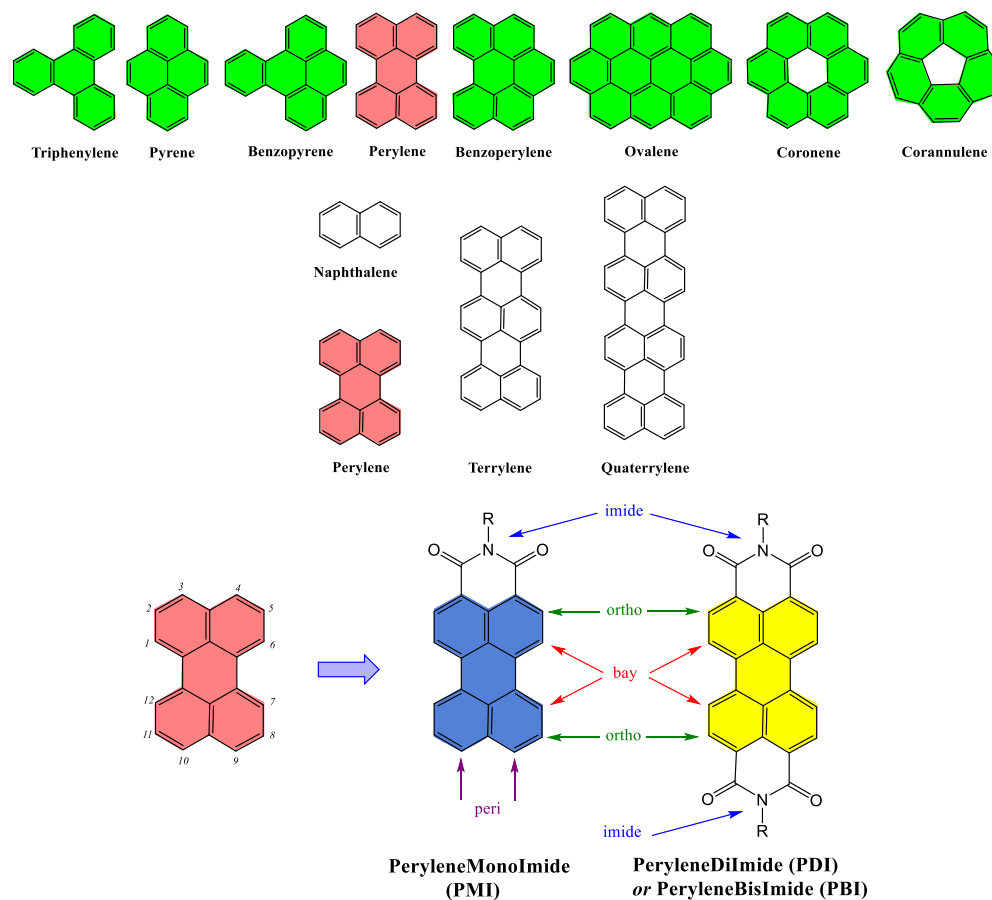 Triphenylene Pyrene Benzopyrene Perylene Benzoperylene Ovalene Coronene Corannulene
Naphthalene
Perylene Terrylene Quaterrylene
imide
R R
O N O O N O
3 4
2 5
1 6
12 7
11 8
10 9
ortho
bay
ortho
peri
O N O
R
imide
PeryleneMonoImide
(PMI)
PeryleneDiImide (PDI)
or PeryleneBisImide (PBI)